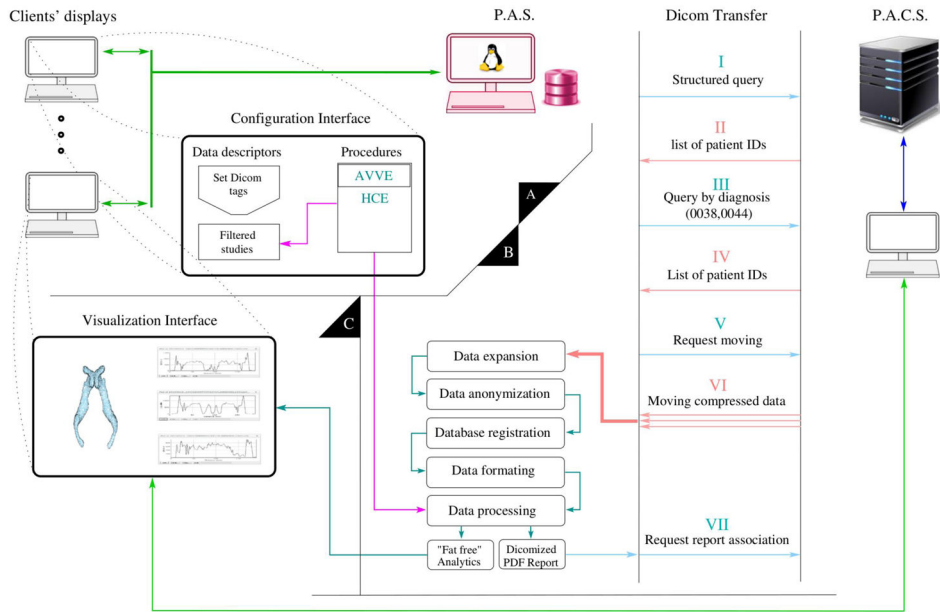 Clients' displays
P.A.S.
Dicom Transfer
P.A.C.S.
I
Structured query
Configuration Interface
II
list of patient IDs
Data descriptors
Procedures
Set Dicom
tags
AVVE
HCE
III
Query by diagnosis
(0038,0044)
A
Filtered
studies
B
IV
List of patient IDs
C
Visualization Interface
V
Request moving
Data expansion
VI
Moving compressed data
Data anonymization
Database registration
Data formating
Data processing
VII
Request report association
"Fat free"
Analytics
Dicomized
PDF Report